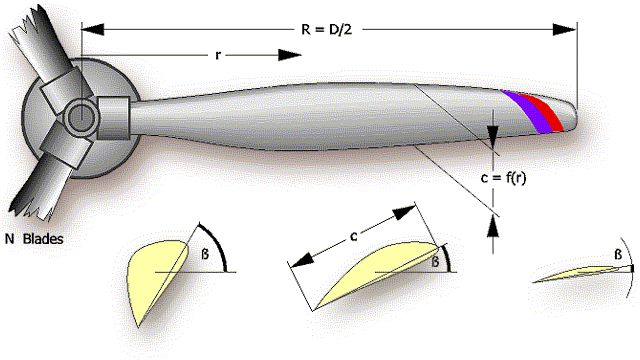 R = D/2
r
c = f(r)
N Blades
ß
c
ß
ß